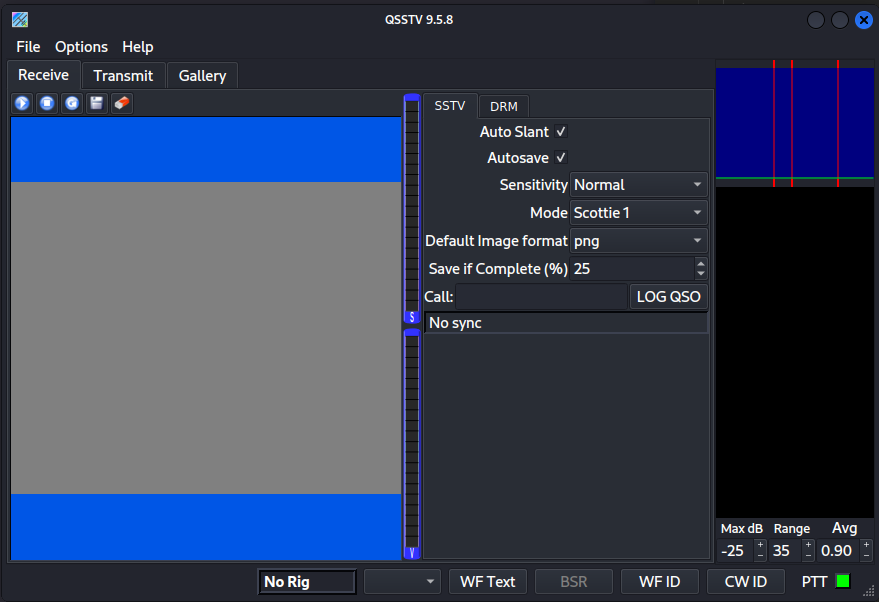 QSSTV 9.5.8
File Options Help
Receive Transmit Gallery
SSTV DRM
Auto Slant ✓
Autosave ✓
Sensitivity Normal
Mode Scottie 1
Default Image format png
Save if Complete (%) 25
Call: LOG QSO
S
No sync
V
Max dB Range Avg
-25 + - 35 + - 0.90 + -
No Rig WF Text BSR WF ID CW ID PTT